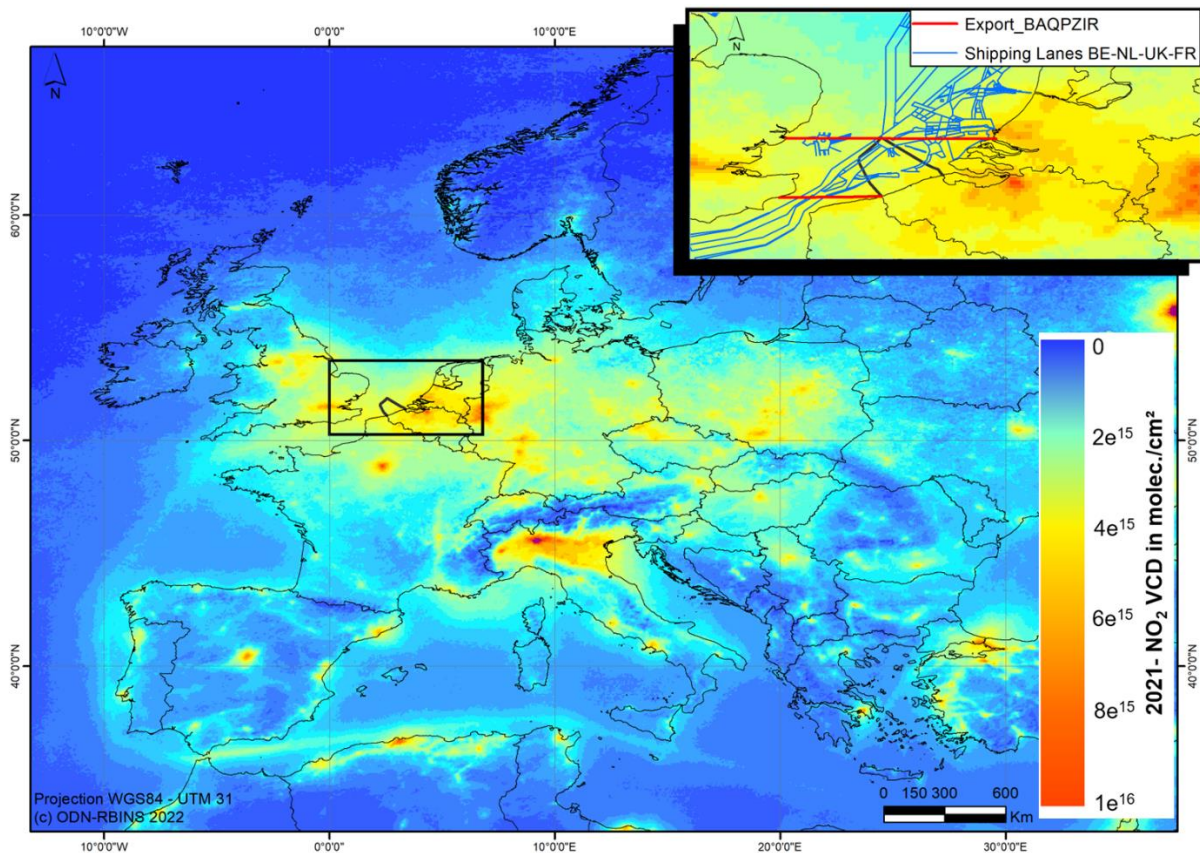 10°0'0"W
0°0'0"
10°0'0"E
N
N
Export_BAQPZIR
Shipping Lanes BE-NL-UK-FR
60°0'0"N
50°0'0"N
40°0'0"N
50°0'0"N
40°0'0"N
0
2e¹⁵
4e¹⁵
6e¹⁵
8e¹⁵
1e¹⁶
2021- NO₂ VCD in molec./cm²
Projection WGS84 - UTM 31
(c) ODN-RBINS 2022
0 150 300 600
Km
10°0'0"W
0°0'0"
10°0'0"E
20°0'0"E
30°0'0"E